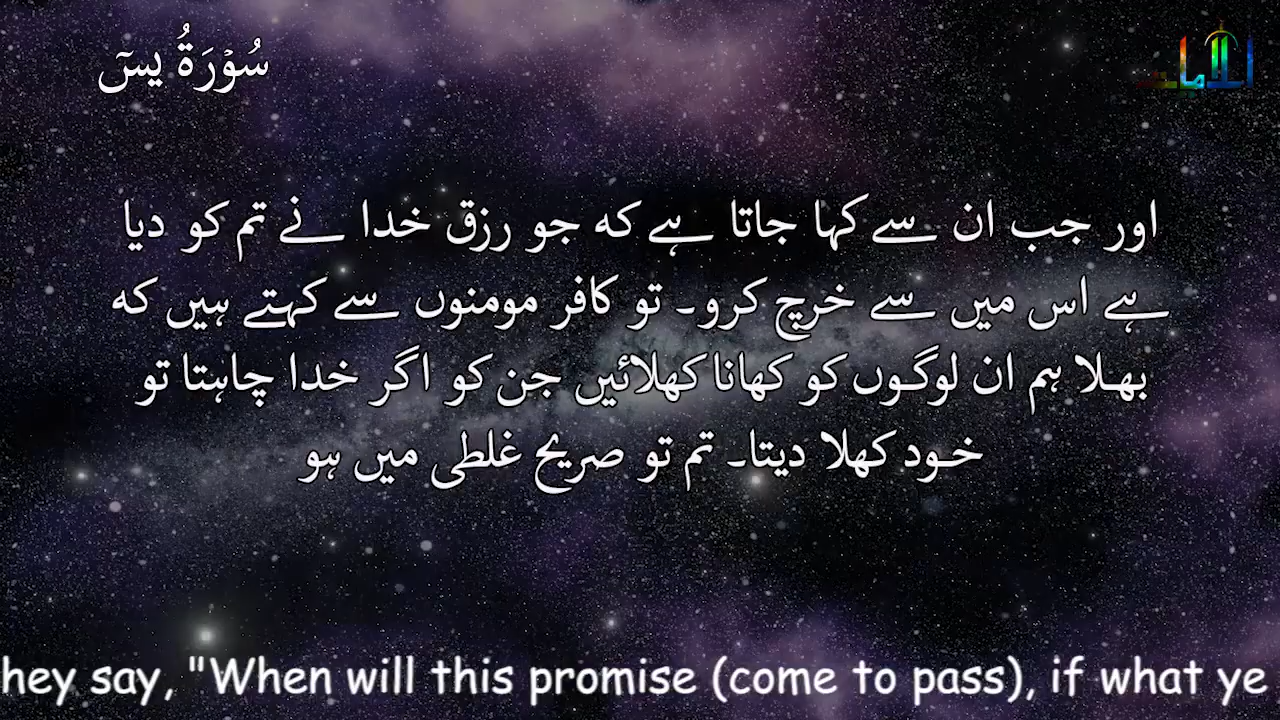 سُوۡرَةُ يسٓ
اور جب ان سے کہا جاتا ہے کہ جو رزق خدا نے تم کو دیا
ہے اس میں سے خرچ کرو۔ تو کافر مومنوں سے کہتے ہیں کہ
بھلا ہم ان لوگوں کو کھانا کھلائیں جن کو اگر خدا چاہتا تو
خود کھلا دیتا۔ تم تو صریح غلطی میں ہو
hey say, "When will this promise (come to pass), if what ye